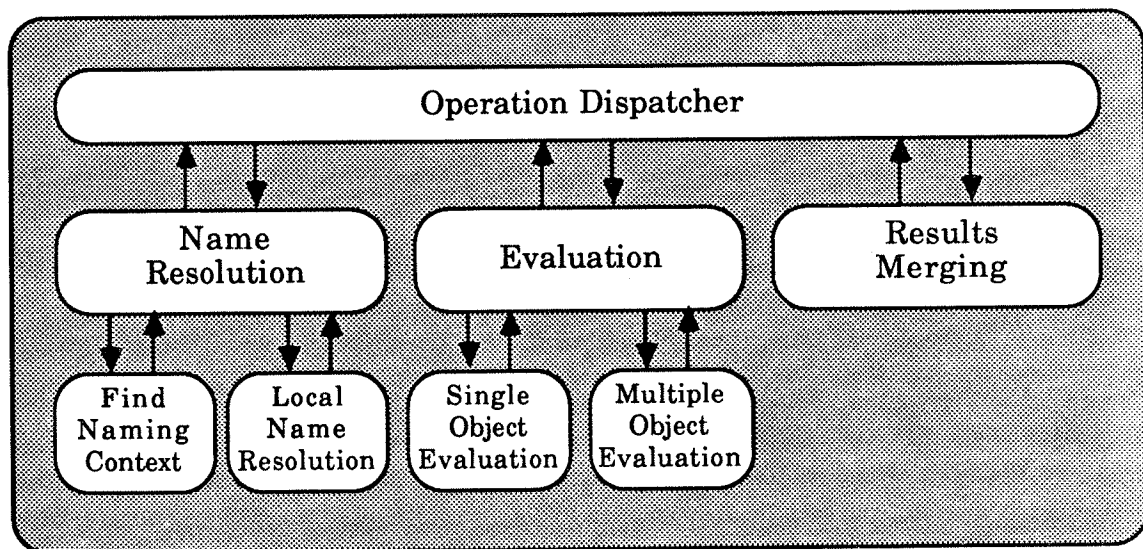 Operation Dispatcher
Name
Resolution
Evaluation
Results
Merging
Find
Naming
Context
Local
Name
Resolution
Single
Object
Evaluation
Multiple
Object
Evaluation